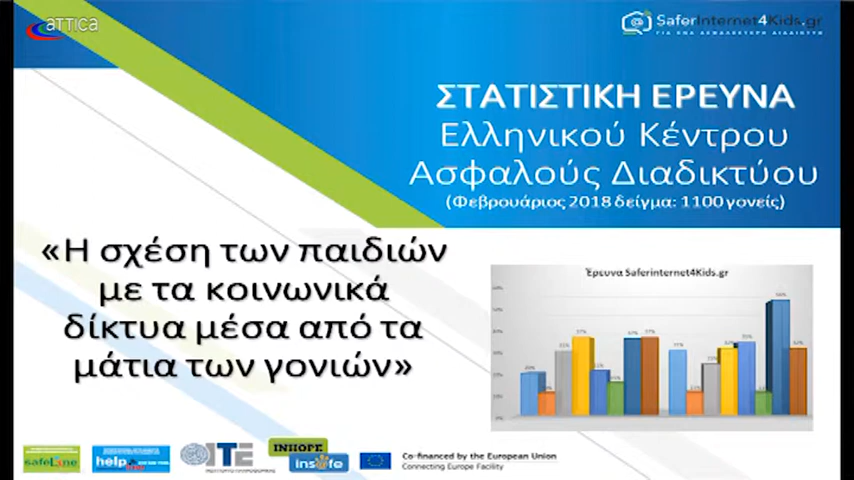 ATTICA
SaferInternet4Kids.gr
ΓΙΑ ΕΝΑ ΑΣΦΑΛΕΣΤΕΡΟ ΔΙΑΔΙΚΤΥΟ
ΣΤΑΤΙΣΤΙΚΗ ΕΡΕΥΝΑ
Ελληνικού Κέντρου
Ασφαλούς Διαδικτύου
(Φεβρουάριος 2018 δείγμα: 1100 γονείς)
«Η σχέση των παιδιών
με τα κοινωνικά
δίκτυα μέσα από τα
μάτια των γονιών»
Έρευνα Saferinternet4Kids.gr
safeLine
help
ΙΤΕ
INHOPE
insafe
Co-financed by the European Union
Connecting Europe Facility